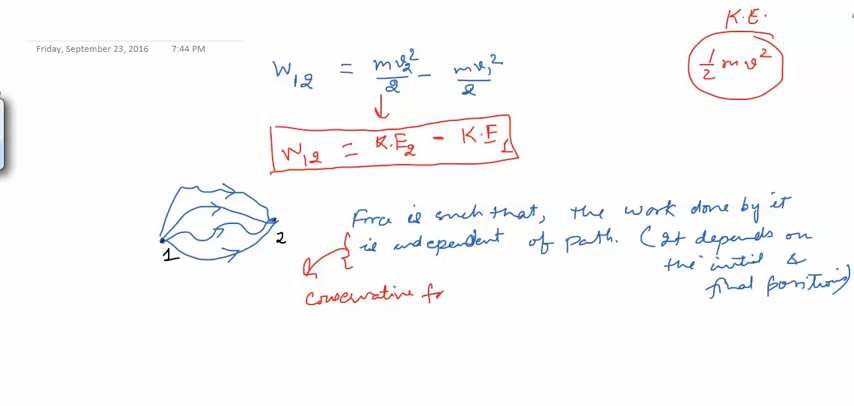 Friday, September 23, 2016 7:44 PM
K.E.
1/2 mv²
W₁₂ = mv₂²/2 - mv₁²/2
W₁₂ = K.E₂ - K.E₁
1 2
Force is such that, the work done by it
is independent of path. (It depends on
the initial &
final positions)
Conservative fo